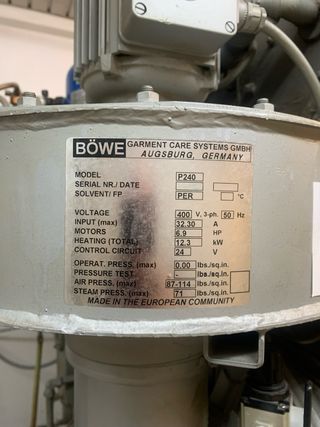 BÖWE GARMENT CARE SYSTEMS GMBH
AUGSBURG, GERMANY
MODEL P240
SERIAL NR./ DATE
SOLVENT/ FP PER °C
VOLTAGE 400 V, 3-ph. 50 Hz
INPUT (max) 32.30 A
MOTORS 6.9 HP
HEATING (TOTAL) 12.3 kW
CONTROL CIRCUIT 24 V
OPERAT. PRESS. (max) 0.00 lbs./sq.in.
PRESSURE TEST - lbs./sq.in.
AIR PRESS. (max) 87-114 lbs./sq.in.
STEAM PRESS. (max) 71 lbs./sq.in.
MADE IN THE EUROPEAN COMMUNITY